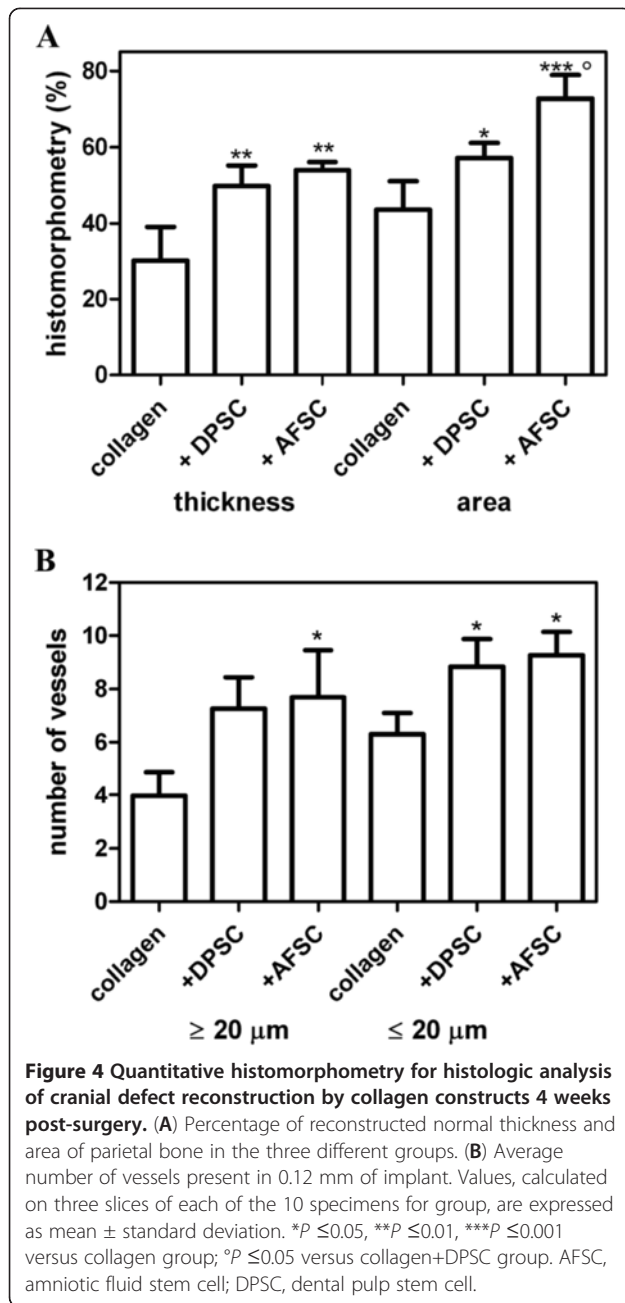 A
histomorphometry (%)
80
60
40
20
0
** ** * *** °
collagen + DPSC + AFSC collagen + DPSC + AFSC
thickness area
B
number of vessels
12
10
8
6
4
2
0
* * *
collagen +DPSC +AFSC collagen +DPSC +AFSC
≥ 20 µm ≤ 20 µm
Figure 4 Quantitative histomorphometry for histologic analysis
of cranial defect reconstruction by collagen constructs 4 weeks
post-surgery. (A) Percentage of reconstructed normal thickness and
area of parietal bone in the three different groups. (B) Average
number of vessels present in 0.12 mm of implant. Values, calculated
on three slices of each of the 10 specimens for group, are expressed
as mean ± standard deviation. *P ≤0.05, **P ≤0.01, ***P ≤0.001
versus collagen group; °P ≤0.05 versus collagen+DPSC group. AFSC,
amniotic fluid stem cell; DPSC, dental pulp stem cell.